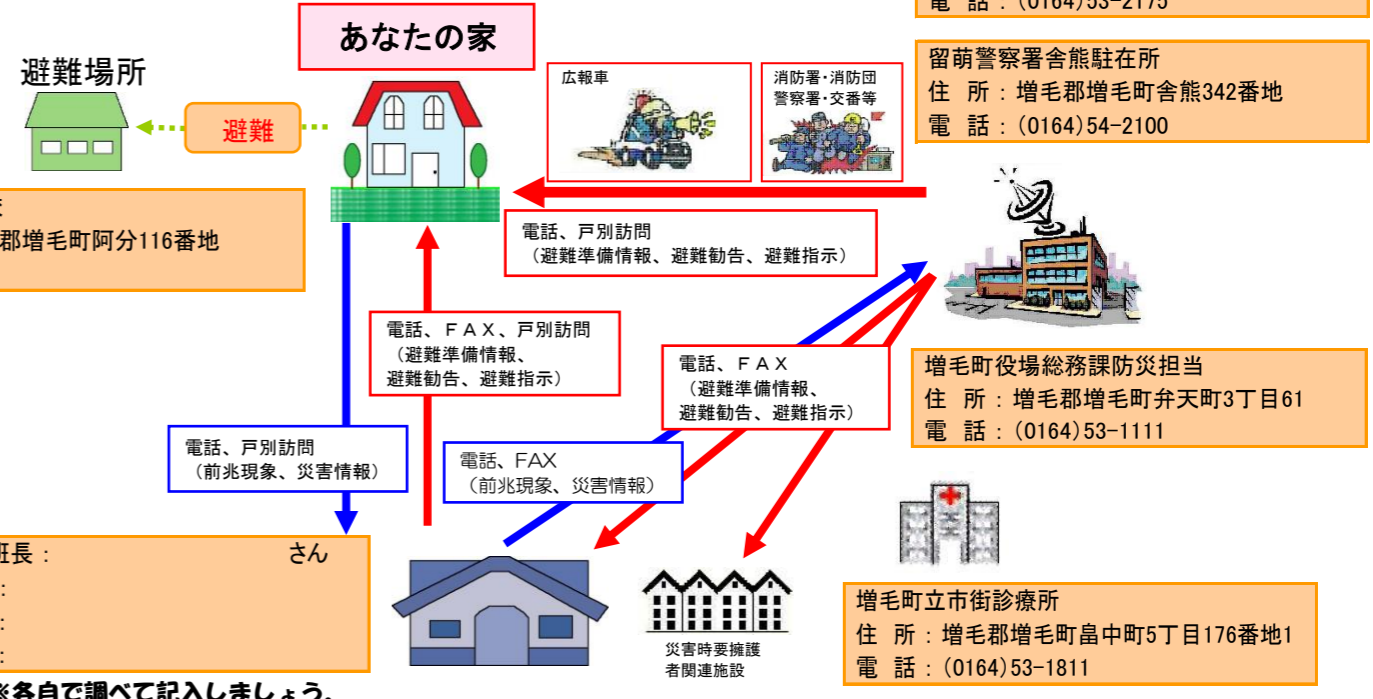 電 話：(0164)53-2175
あなたの家
避難場所
避難
広報車
消防署・消防団
警察署・交番等
留萌警察署舎熊駐在所
住 所：増毛郡増毛町舎熊342番地
電 話：(0164)54-2100
郡増毛町阿分116番地
電話、戸別訪問
（避難準備情報、避難勧告、避難指示）
電話、ＦＡＸ、戸別訪問
（避難準備情報、
避難勧告、避難指示）
電話、ＦＡＸ
（避難準備情報、
避難勧告、避難指示）
増毛町役場総務課防災担当
住 所：増毛郡増毛町弁天町3丁目61
電 話：(0164)53-1111
電話、戸別訪問
（前兆現象、災害情報）
電話、FAX
（前兆現象、災害情報）
班長： さん
：
：
：
※各自で調べて記入しましょう。
災害時要擁護
者関連施設
増毛町立市街診療所
住 所：増毛郡増毛町畠中町5丁目176番地1
電 話：(0164)53-1811